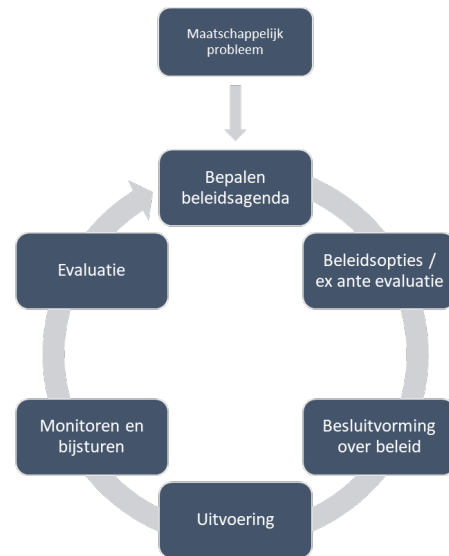 Maatschappelijk
probleem
Bepalen
beleidsagenda
Beleidsopties /
ex ante evaluatie
Besluitvorming
over beleid
Uitvoering
Monitoren en
bijsturen
Evaluatie